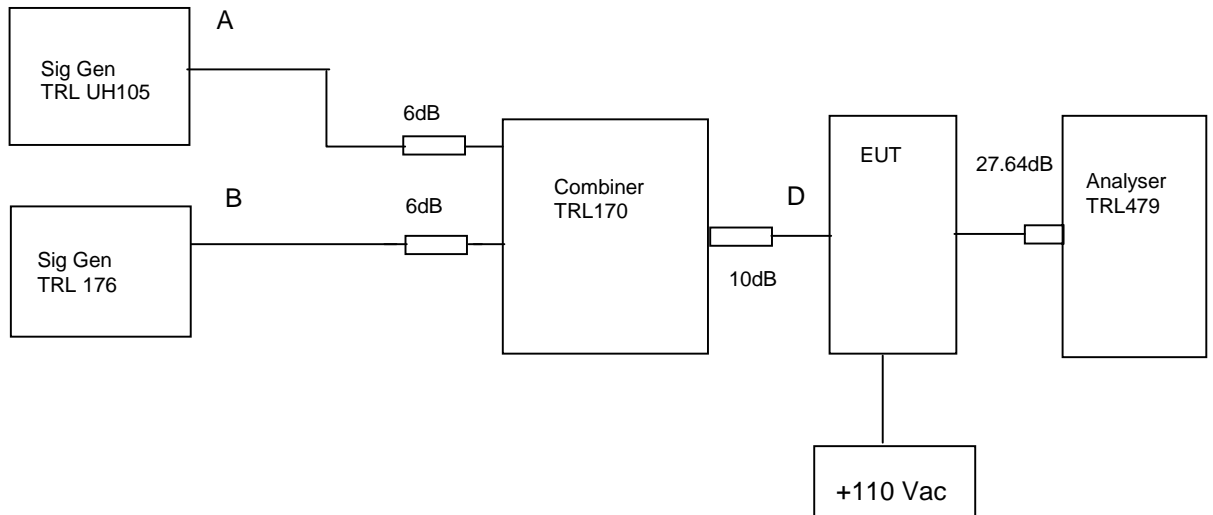 A
Sig Gen
TRL UH105
6dB
EUT
27.64dB
Combiner
TRL170
Analyser
TRL479
B
6dB
D
Sig Gen
TRL 176
10dB
+110 Vac